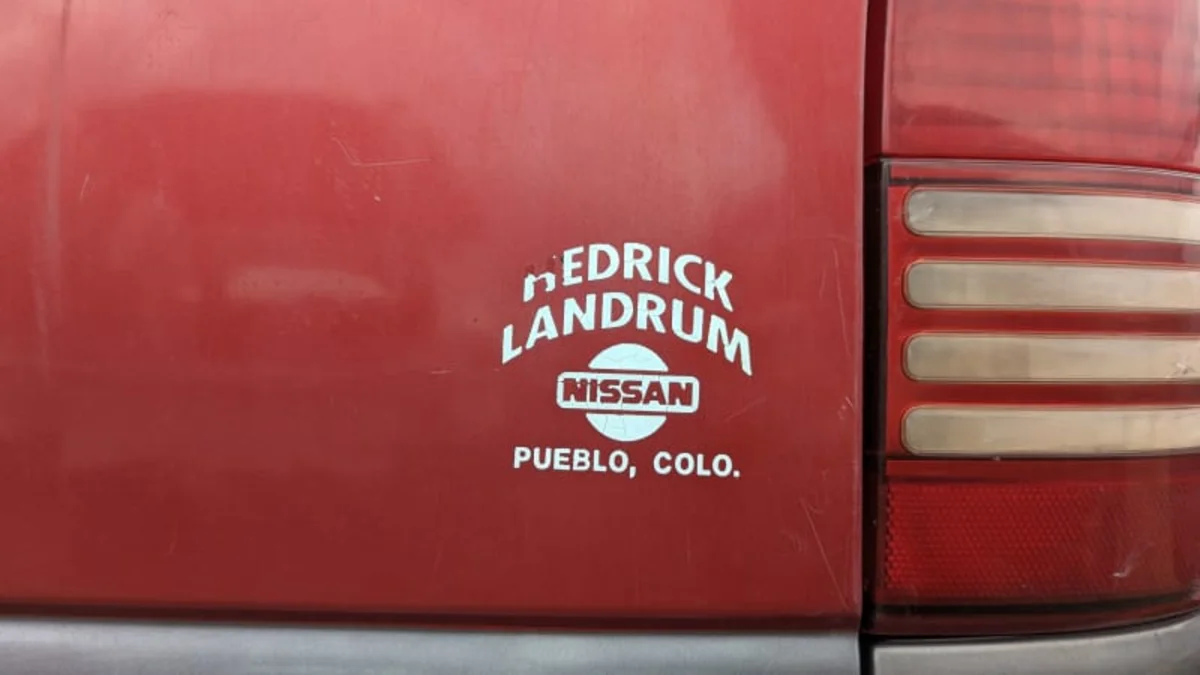 HEDRICK
LANDRUM
NISSAN
PUEBLO, COLO.